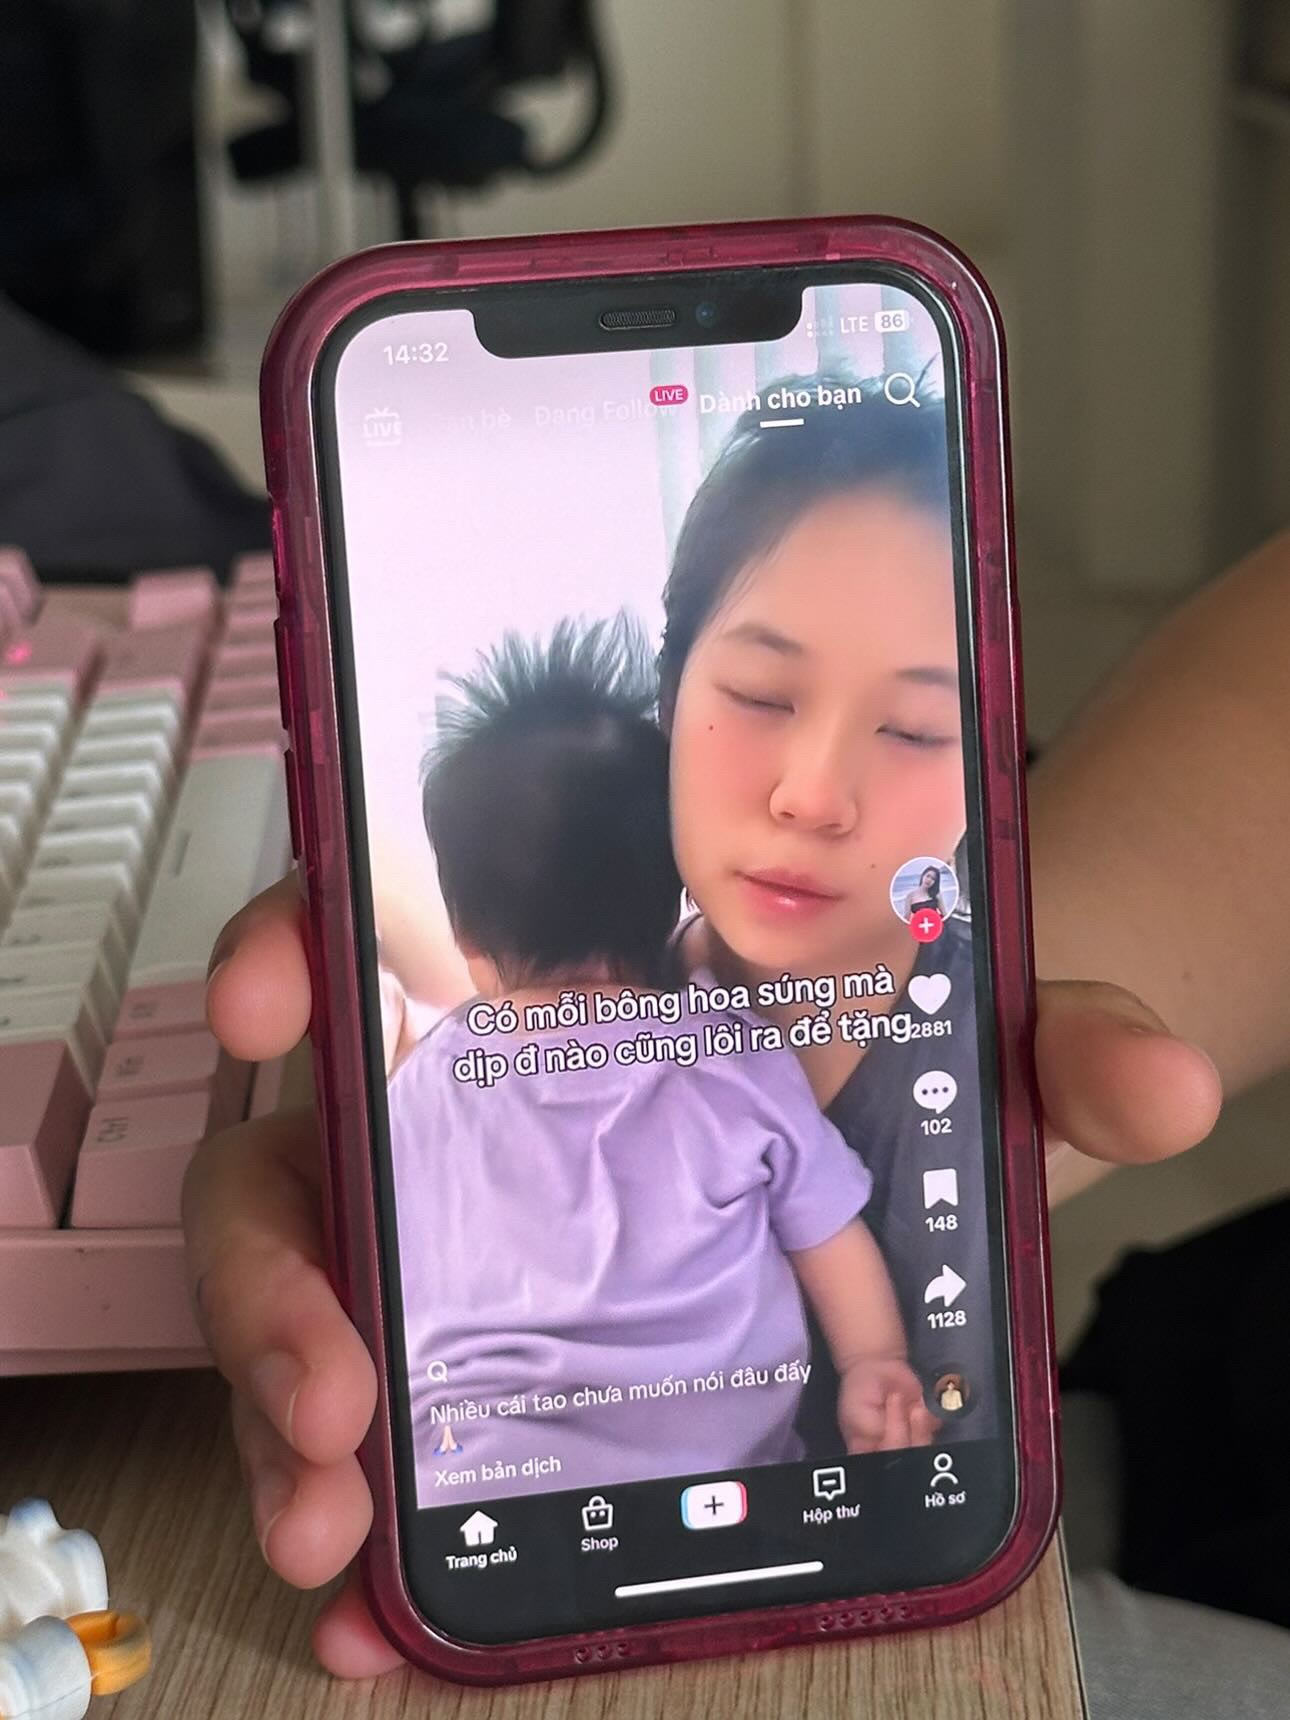 14:32
LTE 86
LIVE
LIVE
Đang Follow
Dành cho bạn
Có mỗi bông hoa súng mà
dịp đ nào cũng lôi ra để tặng
2881
102
148
1128
Q
Nhiều cái tao chưa muốn nói đâu đấy
🙏🏻
Xem bản dịch
Trang chủ
Shop
Hộp thư
Hồ sơ
Ctrl